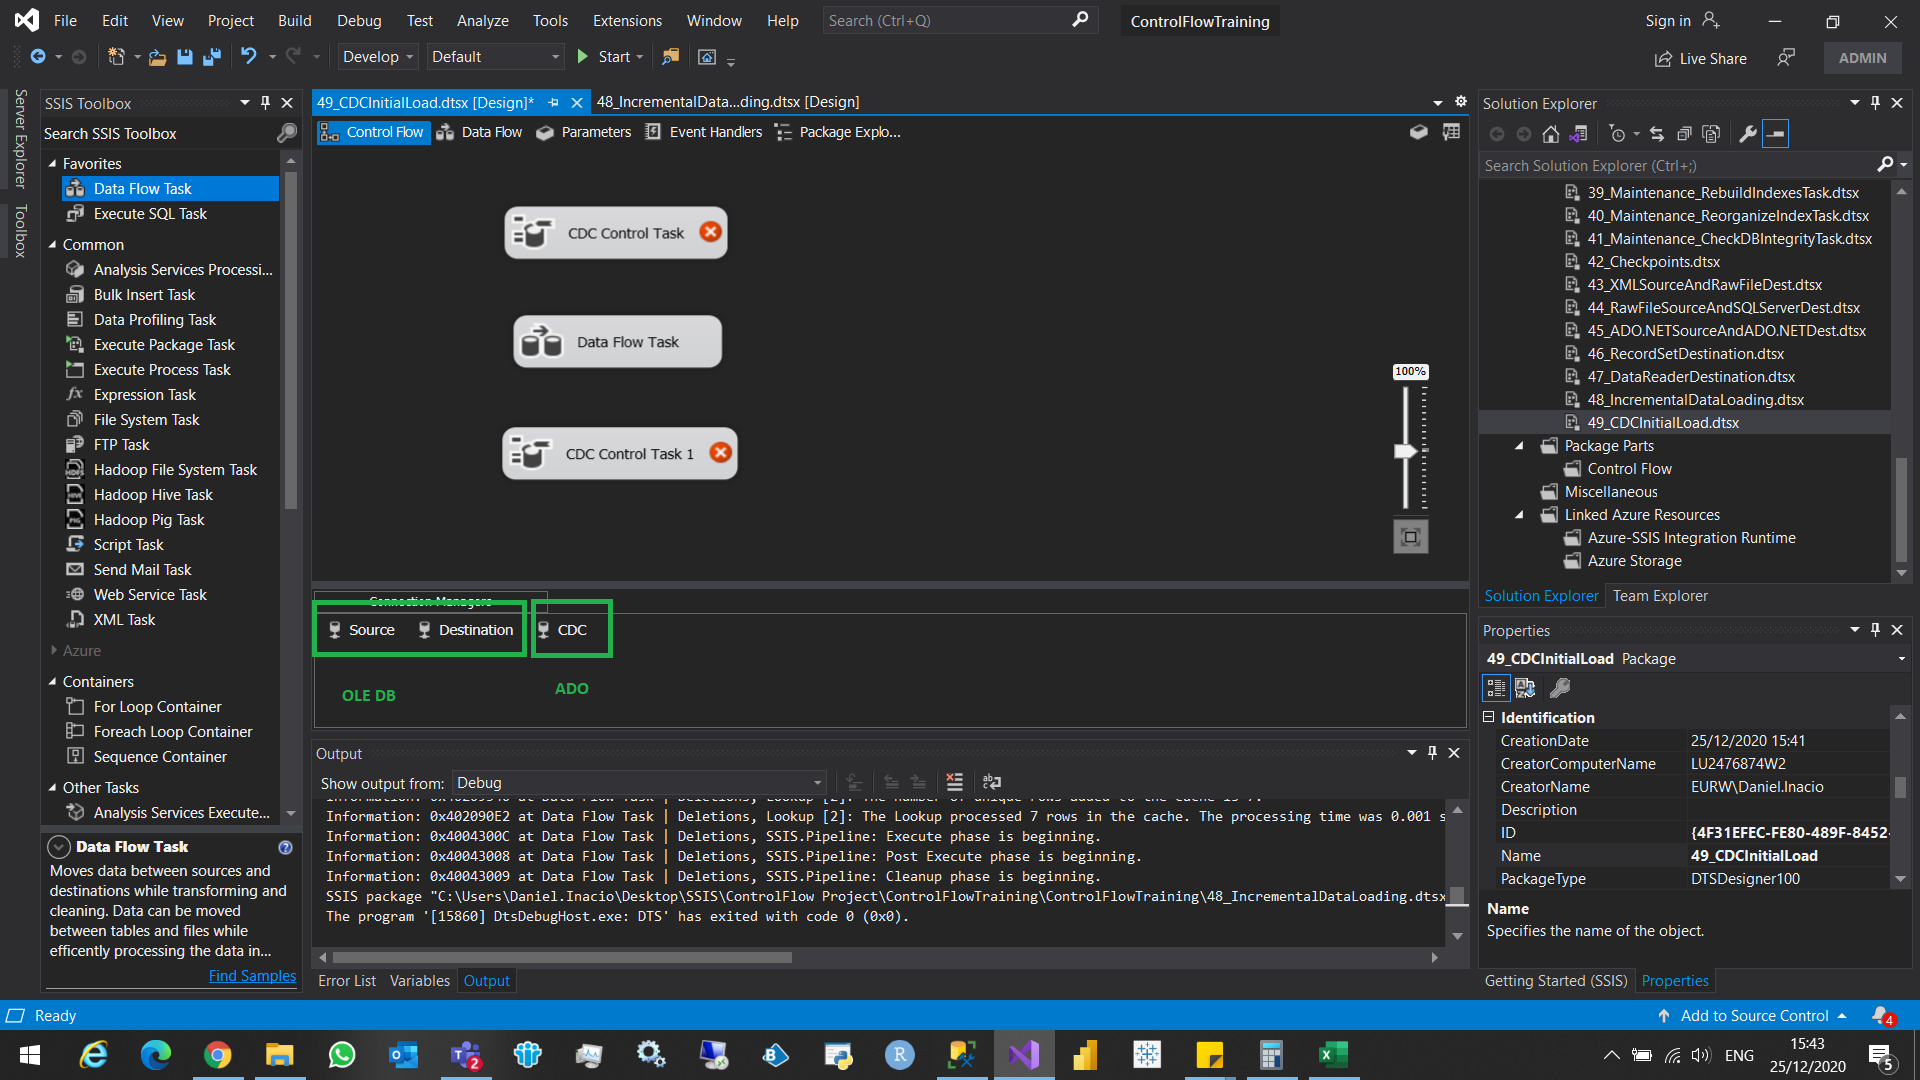 File Edit View Project Build Debug Test Analyze Tools Extensions Window Help Search (Ctrl+Q) ControlFlowTraining Sign in
Develop Default Start Live Share ADMIN
Server Explorer
Toolbox
SSIS Toolbox
Search SSIS Toolbox
Favorites
Data Flow Task
Execute SQL Task
Common
Analysis Services Processi...
Bulk Insert Task
Data Profiling Task
Execute Package Task
Execute Process Task
Expression Task
File System Task
FTP Task
Hadoop File System Task
Hadoop Hive Task
Hadoop Pig Task
Script Task
Send Mail Task
Web Service Task
XML Task
Azure
Containers
For Loop Container
Foreach Loop Container
Sequence Container
Other Tasks
Analysis Services Execute...
Data Flow Task
Moves data between sources and
destinations while transforming and
cleaning. Data can be moved
between tables and files while
efficently processing the data in...
Find Samples
49_CDCInitialLoad.dtsx [Design]* 48_IncrementalData...ding.dtsx [Design]
Control Flow Data Flow Parameters Event Handlers Package Explo...
CDC Control Task
Data Flow Task
CDC Control Task 1
100%
Connection Managers
Source Destination CDC
OLE DB ADO
Output
Show output from: Debug
Information: 0x402090E2 at Data Flow Task | Deletions, Lookup [2]: The Lookup processed 7 rows in the cache. The processing time was 0.001 s
Information: 0x4004300C at Data Flow Task | Deletions, SSIS.Pipeline: Execute phase is beginning.
Information: 0x40043008 at Data Flow Task | Deletions, SSIS.Pipeline: Post Execute phase is beginning.
Information: 0x40043009 at Data Flow Task | Deletions, SSIS.Pipeline: Cleanup phase is beginning.
SSIS package "C:\Users\Daniel.Inacio\Desktop\SSIS\ControlFlow Project\ControlFlowTraining\ControlFlowTraining\48_IncrementalDataLoading.dtsx
The program '[15860] DtsDebugHost.exe: DTS' has exited with code 0 (0x0).
Error List Variables Output
Solution Explorer
Search Solution Explorer (Ctrl+;)
39_Maintenance_RebuildIndexesTask.dtsx
40_Maintenance_ReorganizeIndexTask.dtsx
41_Maintenance_CheckDBIntegrityTask.dtsx
42_Checkpoints.dtsx
43_XMLSourceAndRawFileDest.dtsx
44_RawFileSourceAndSQLServerDest.dtsx
45_ADO.NETSourceAndADO.NETDest.dtsx
46_RecordSetDestination.dtsx
47_DataReaderDestination.dtsx
48_IncrementalDataLoading.dtsx
49_CDCInitialLoad.dtsx
Package Parts
Control Flow
Miscellaneous
Linked Azure Resources
Azure-SSIS Integration Runtime
Azure Storage
Solution Explorer Team Explorer
Properties
49_CDCInitialLoad Package
Identification
CreationDate 25/12/2020 15:41
CreatorComputerName LU2476874W2
CreatorName EURW\Daniel.Inacio
Description
ID {4F31EFEC-FE80-489F-8452-
Name 49_CDCInitialLoad
PackageType DTSDesigner100
Name
Specifies the name of the object.
Getting Started (SSIS) Properties
Ready Add to Source Control 4
2 ENG 15:43
25/12/2020 5